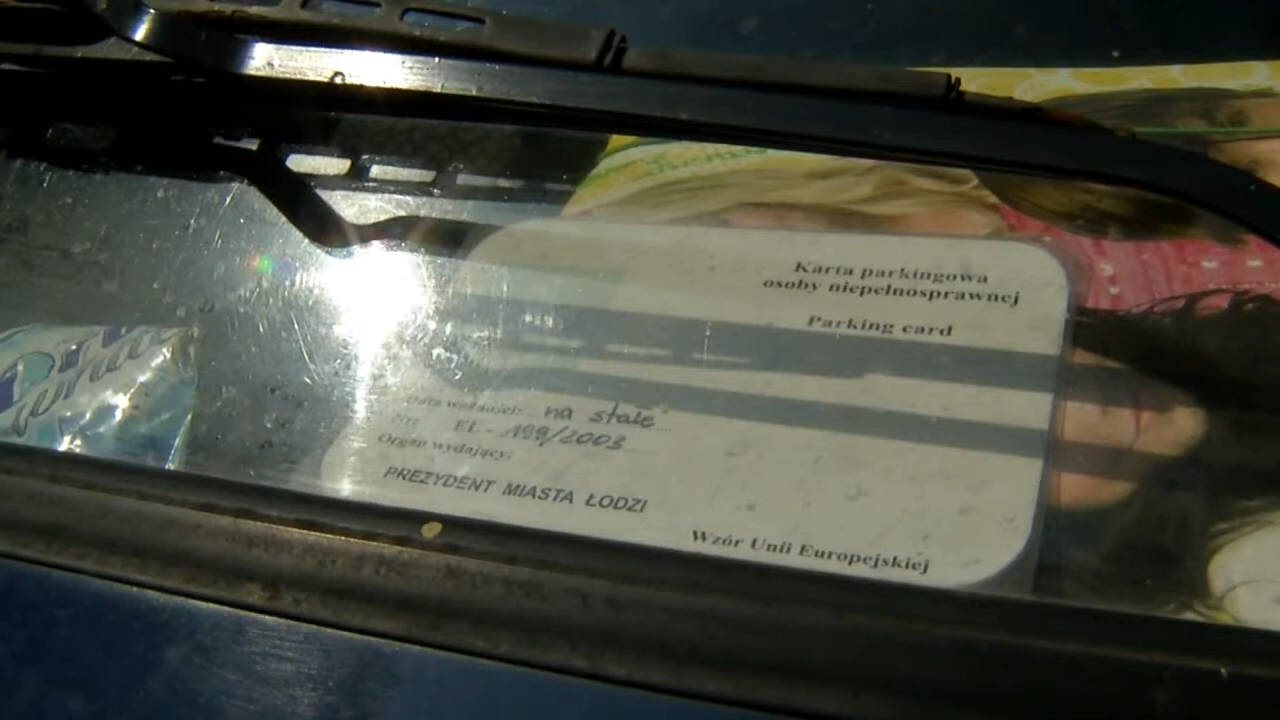 Karta parkingowa
osoby niepełnosprawnej
Parking card
Data ważności: na stałe
Nr: EL - 199/2003
Organ wydający:
PREZYDENT MIASTA ŁODZI
Wzór Unii Europejskiej